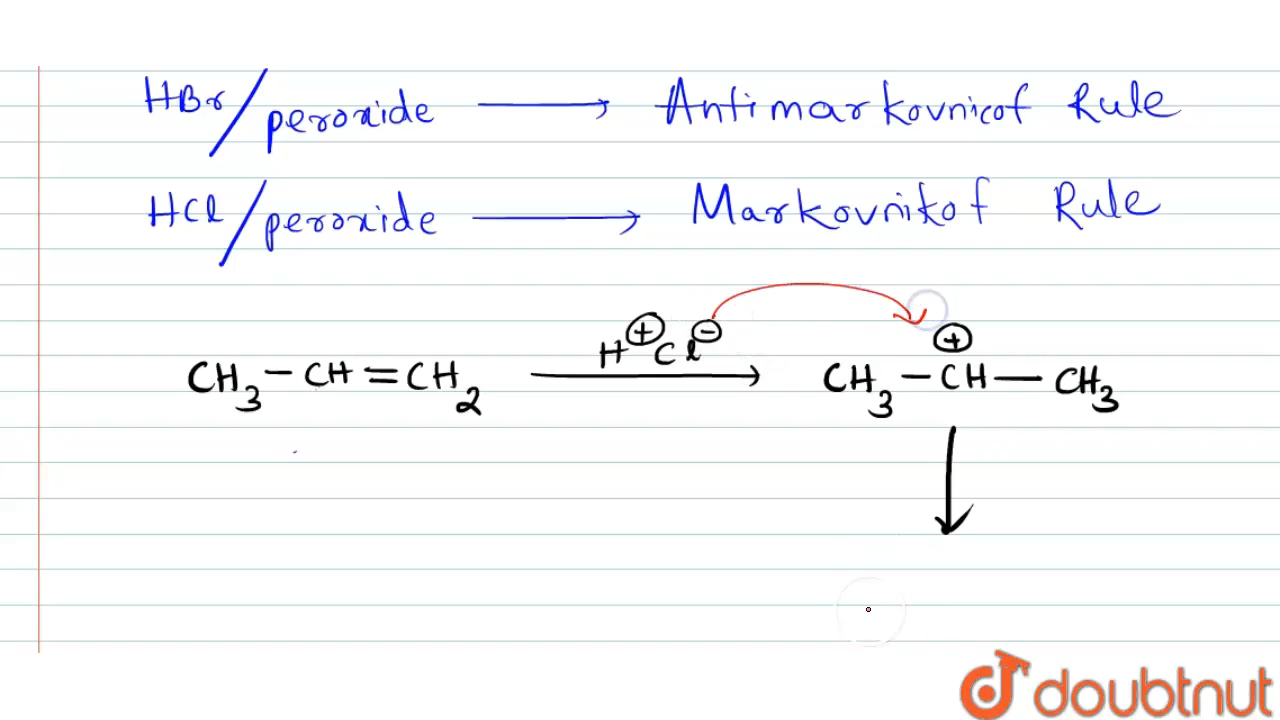 HBr/peroxide ⟶ Antimarkovnicof Rule
HCl/peroxide ⟶ Markovnikof Rule
CH₃–CH=CH₂ H⊕Cl⊖ ⟶ CH₃–CH⊕–CH₃
doubtnut